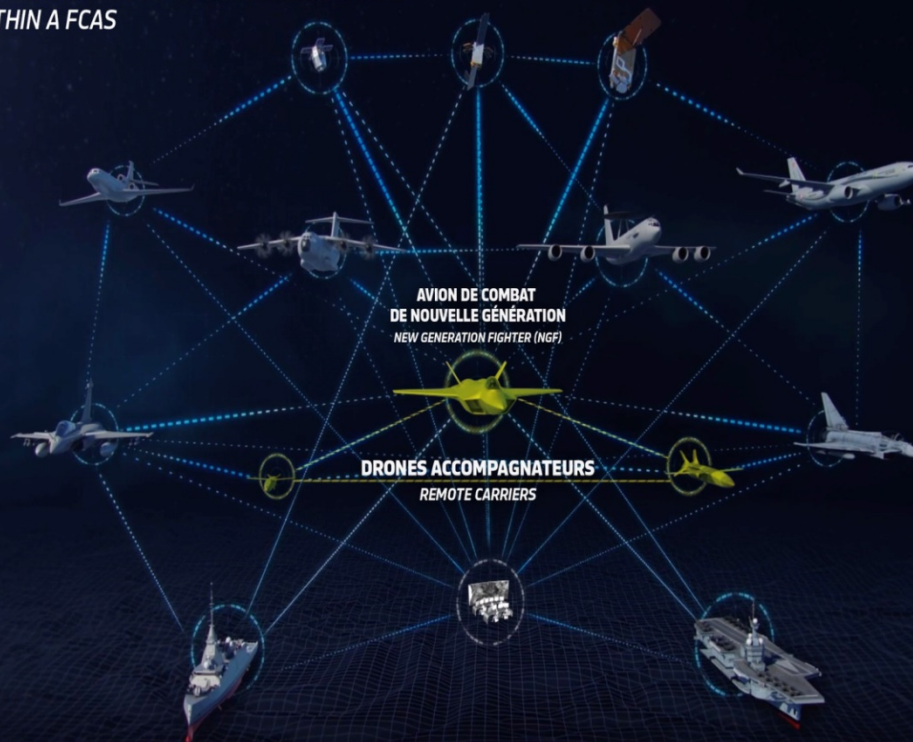 THIN A FCAS
AVION DE COMBAT
DE NOUVELLE GÉNÉRATION
NEW GENERATION FIGHTER (NGF)
DRONES ACCOMPAGNATEURS
REMOTE CARRIERS